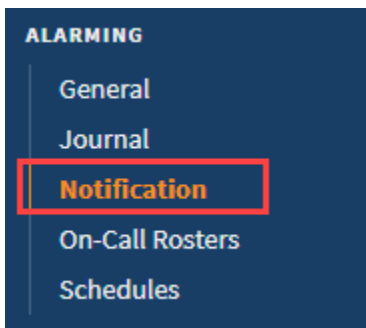 ALARMING
General
Journal
Notification
On-Call Rosters
Schedules